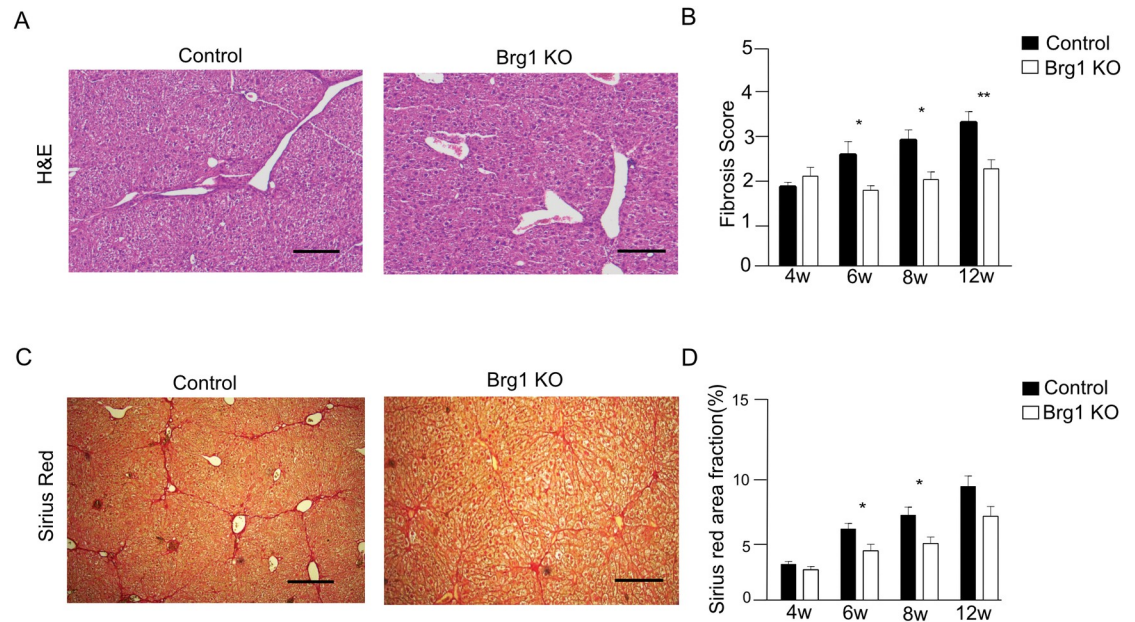 A
Control
Brg1 KO
H&E
B
Control
Brg1 KO
Fibrosis Score
5
4
3
2
1
0
*
*
**
4w
6w
8w
12w
C
Control
Brg1 KO
Sirius Red
D
Control
Brg1 KO
Sirius red area fraction(%)
15
10
5
0
*
*
4w
6w
8w
12w